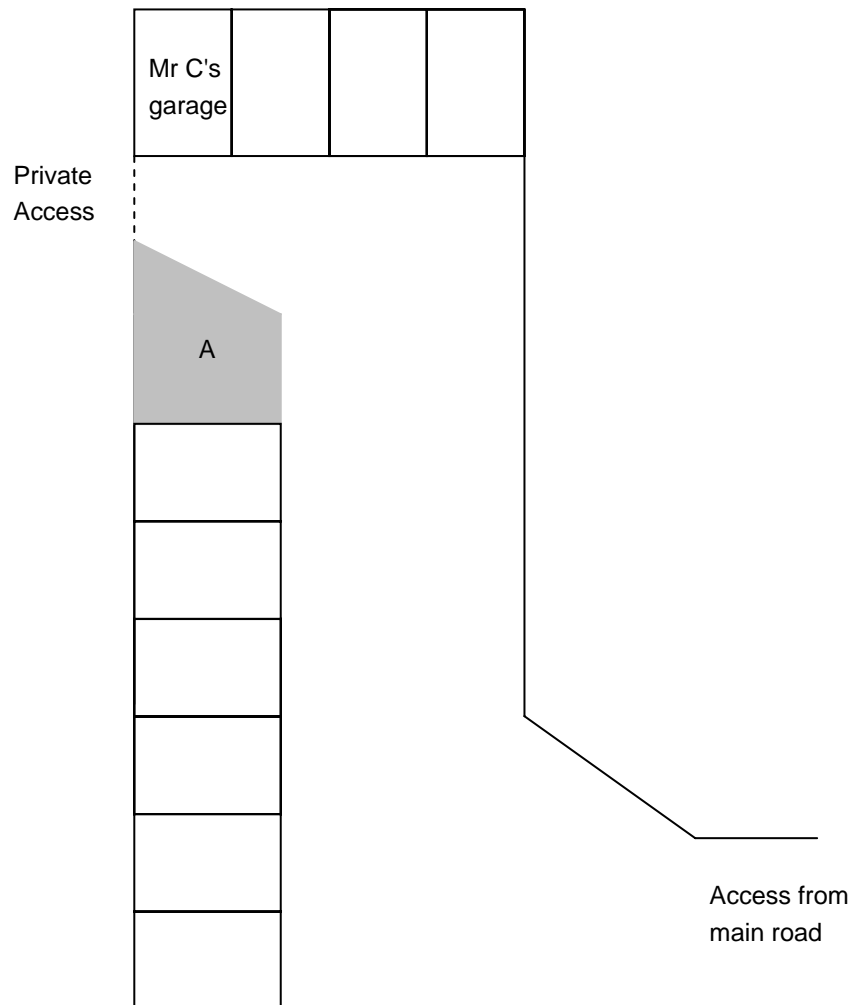 Mr C's
garage
Private
Access
A
Access from
main road